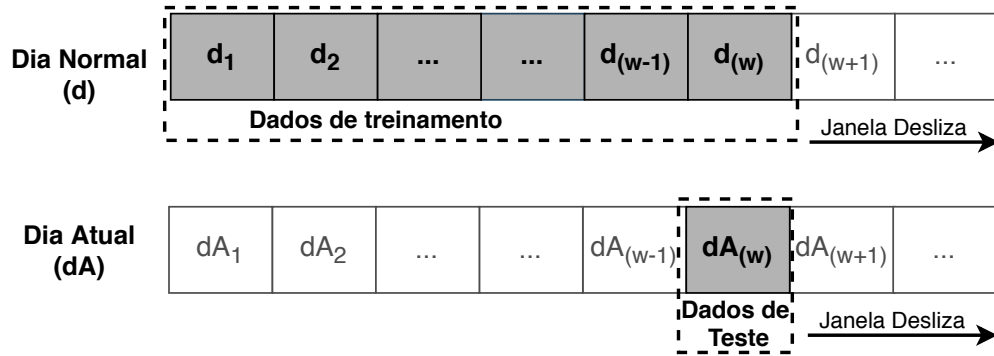 Dia Normal
(d)
d1 d2 ... ... d(w-1) d(w) d(w+1) ...
Dados de treinamento
Janela Desliza
Dia Atual
(dA)
dA1 dA2 ... ... dA(w-1) dA(w) dA(w+1) ...
Dados de
Teste
Janela Desliza